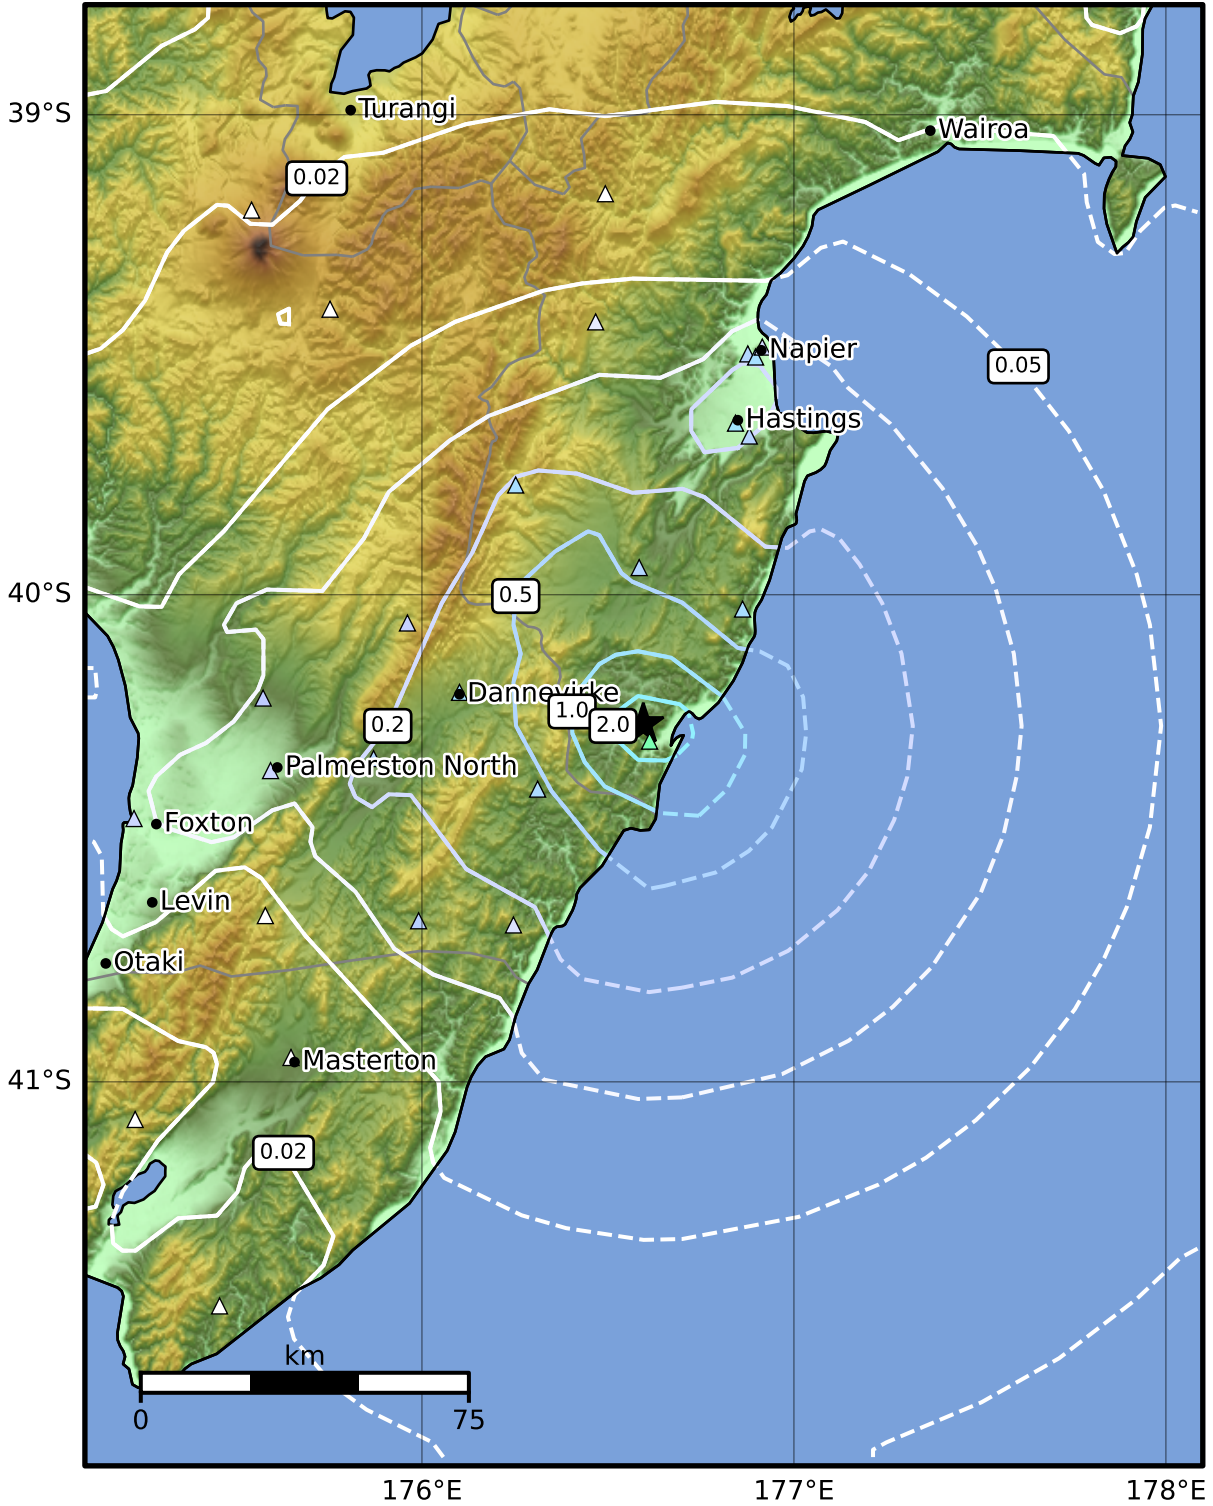 39°S
Turangi
Wairoa
0.02
Napier
0.05
Hastings
40°S
0.5
Dannevirke
1.0
2.0
0.2
Palmerston North
Foxton
Levin
Otaki
Masterton
41°S
0.02
km
0 75
176°E 177°E 178°E